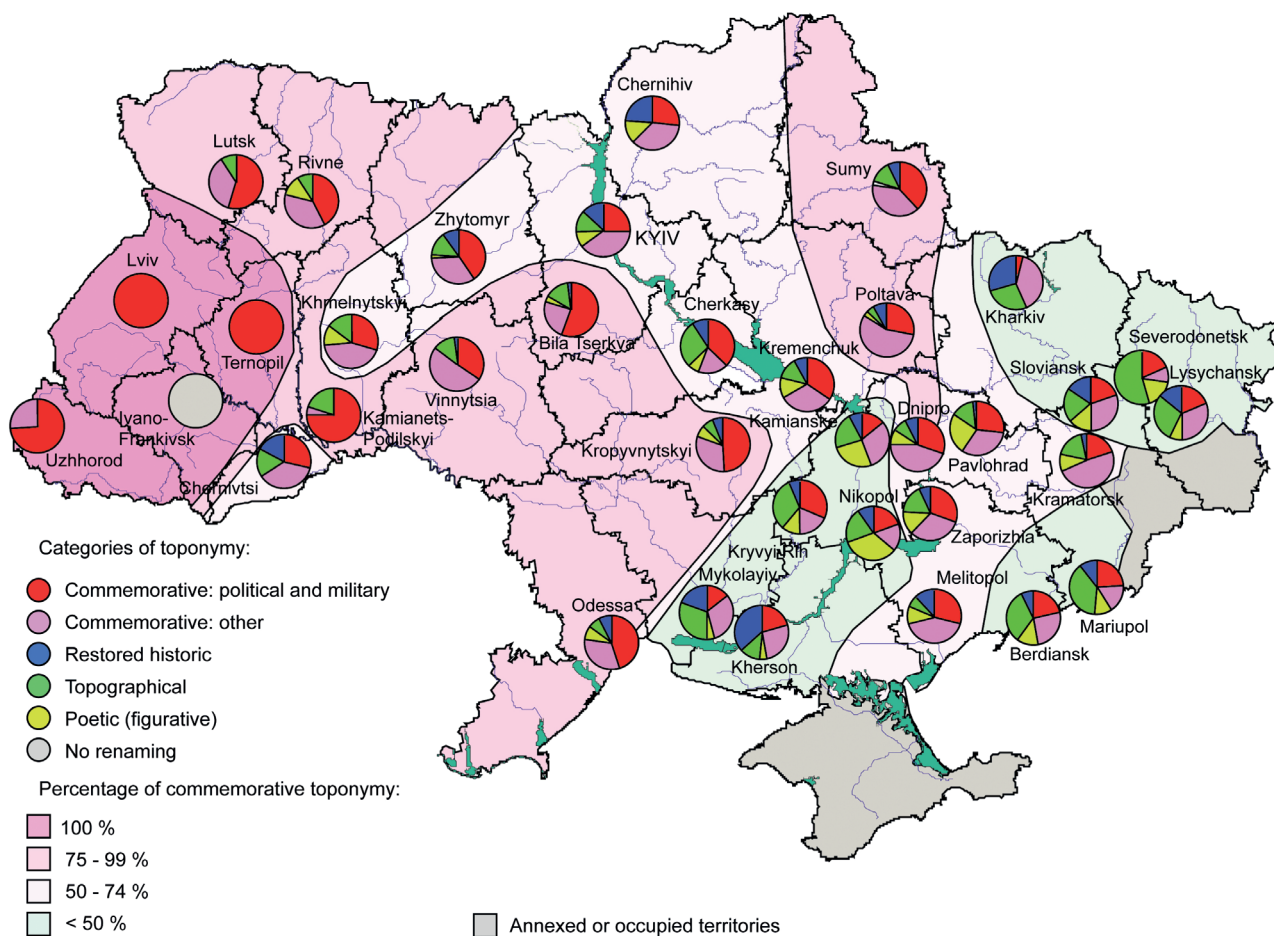 Chernihiv
Lutsk
Rivne
Sumy
Zhytomyr
KYIV
Lviv
Khmelnytskyi
Ternopil
Bila Tserkva
Cherkasy
Poltava
Kharkiv
Severodonetsk
Vinnytsia
Kremenchuk
Sloviansk
Lysychansk
Ivano-
Frankivsk
Kamianets-
Podilskyi
Kamianske
Dnipro
Uzhhorod
Kropyvnytskyi
Pavlohrad
Chernivtsi
Kramatorsk
Nikopol
Zaporizhia
Kryvyi Rih
Mykolayiv
Melitopol
Odessa
Mariupol
Kherson
Berdiansk
Categories of toponymy:
Commemorative: political and military
Commemorative: other
Restored historic
Topographical
Poetic (figurative)
No renaming
Percentage of commemorative toponymy:
100 %
75 - 99 %
50 - 74 %
< 50 %
Annexed or occupied territories